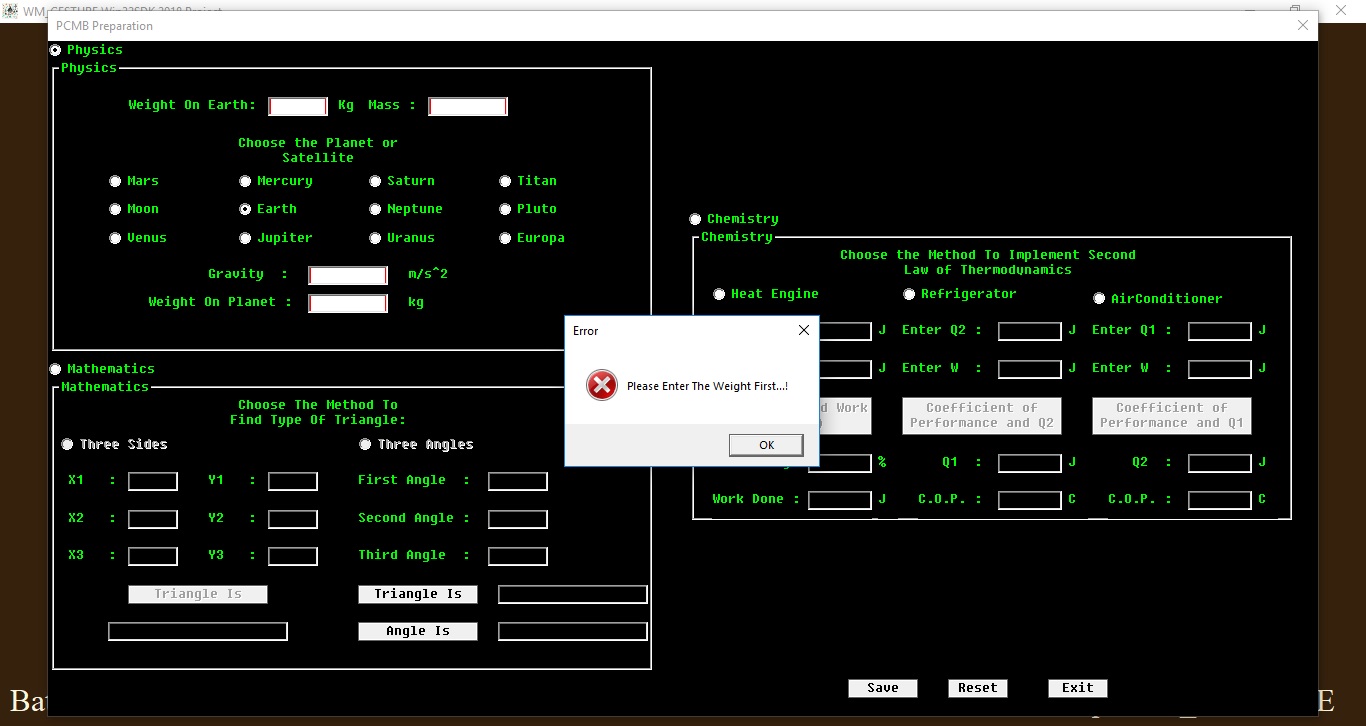 PCMB Preparation
Physics
Physics
Weight On Earth: Kg Mass :
Choose the Planet or
Satellite
Mars Mercury Saturn Titan
Moon Earth Neptune Pluto
Venus Jupiter Uranus Europa
Gravity : m/s^2
Weight On Planet : kg
Mathematics
Mathematics
Choose The Method To
Find Type Of Triangle:
Three Sides Three Angles
X1 : Y1 : First Angle :
X2 : Y2 : Second Angle :
X3 : Y3 : Third Angle :
Triangle Is Triangle Is
Angle Is
Chemistry
Chemistry
Choose the Method To Implement Second
Law of Thermodynamics
Heat Engine Refrigerator AirConditioner
J Enter Q2 : J Enter Q1 : J
J Enter W : J Enter W : J
Work Coefficient of Coefficient of
Performance and Q2 Performance and Q1
% Q1 : J Q2 : J
Work Done : J C.O.P. : C C.O.P. : C
Error
Please Enter The Weight First...!
OK
Save Reset Exit